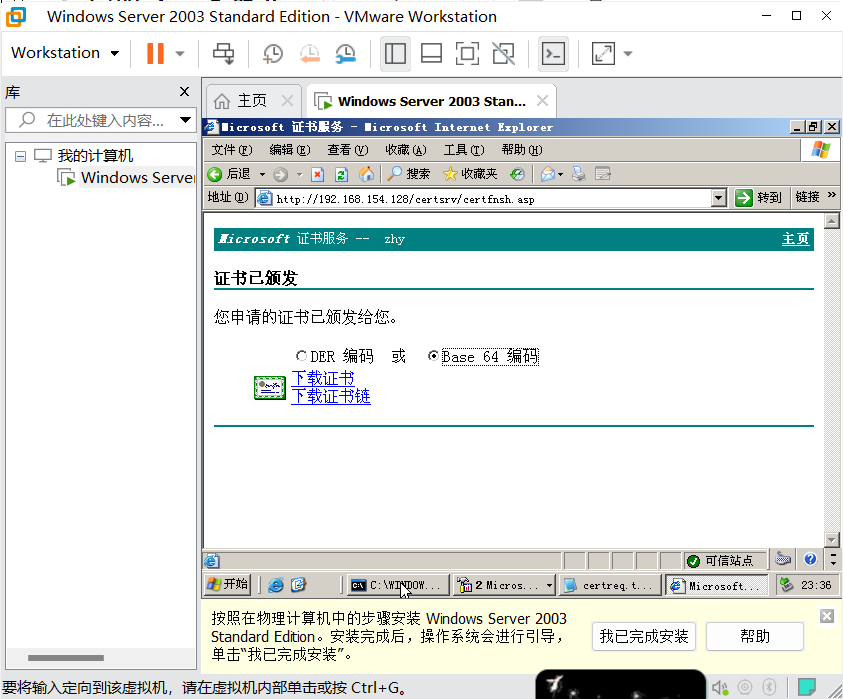 Windows Server 2003 Standard Edition - VMware Workstation
Workstation
库
主页
Windows Server 2003 Stan...
在此处键入内容...
我的计算机
Windows Server
Microsoft 证书服务 - Microsoft Internet Explorer
文件(F) 编辑(E) 查看(V) 收藏(A) 工具(T) 帮助(H)
后退 搜索 收藏夹
地址(D) http://192.168.154.128/certsrv/certfnsh.asp 转到 链接 »
Microsoft 证书服务 -- zhy 主页
证书已颁发
您申请的证书已颁发给您。
DER 编码 或 Base 64 编码
下载证书
下载证书链
可信站点
开始 C:\WINDOW... 2 Micros... certreq.t... Microsoft... 23:36
按照在物理计算机中的步骤安装 Windows Server 2003
Standard Edition。安装完成后，操作系统会进行引导，
单击“我已完成安装”。
我已完成安装
帮助
要将输入定向到该虚拟机，请在虚拟机内部单击或按 Ctrl+G。